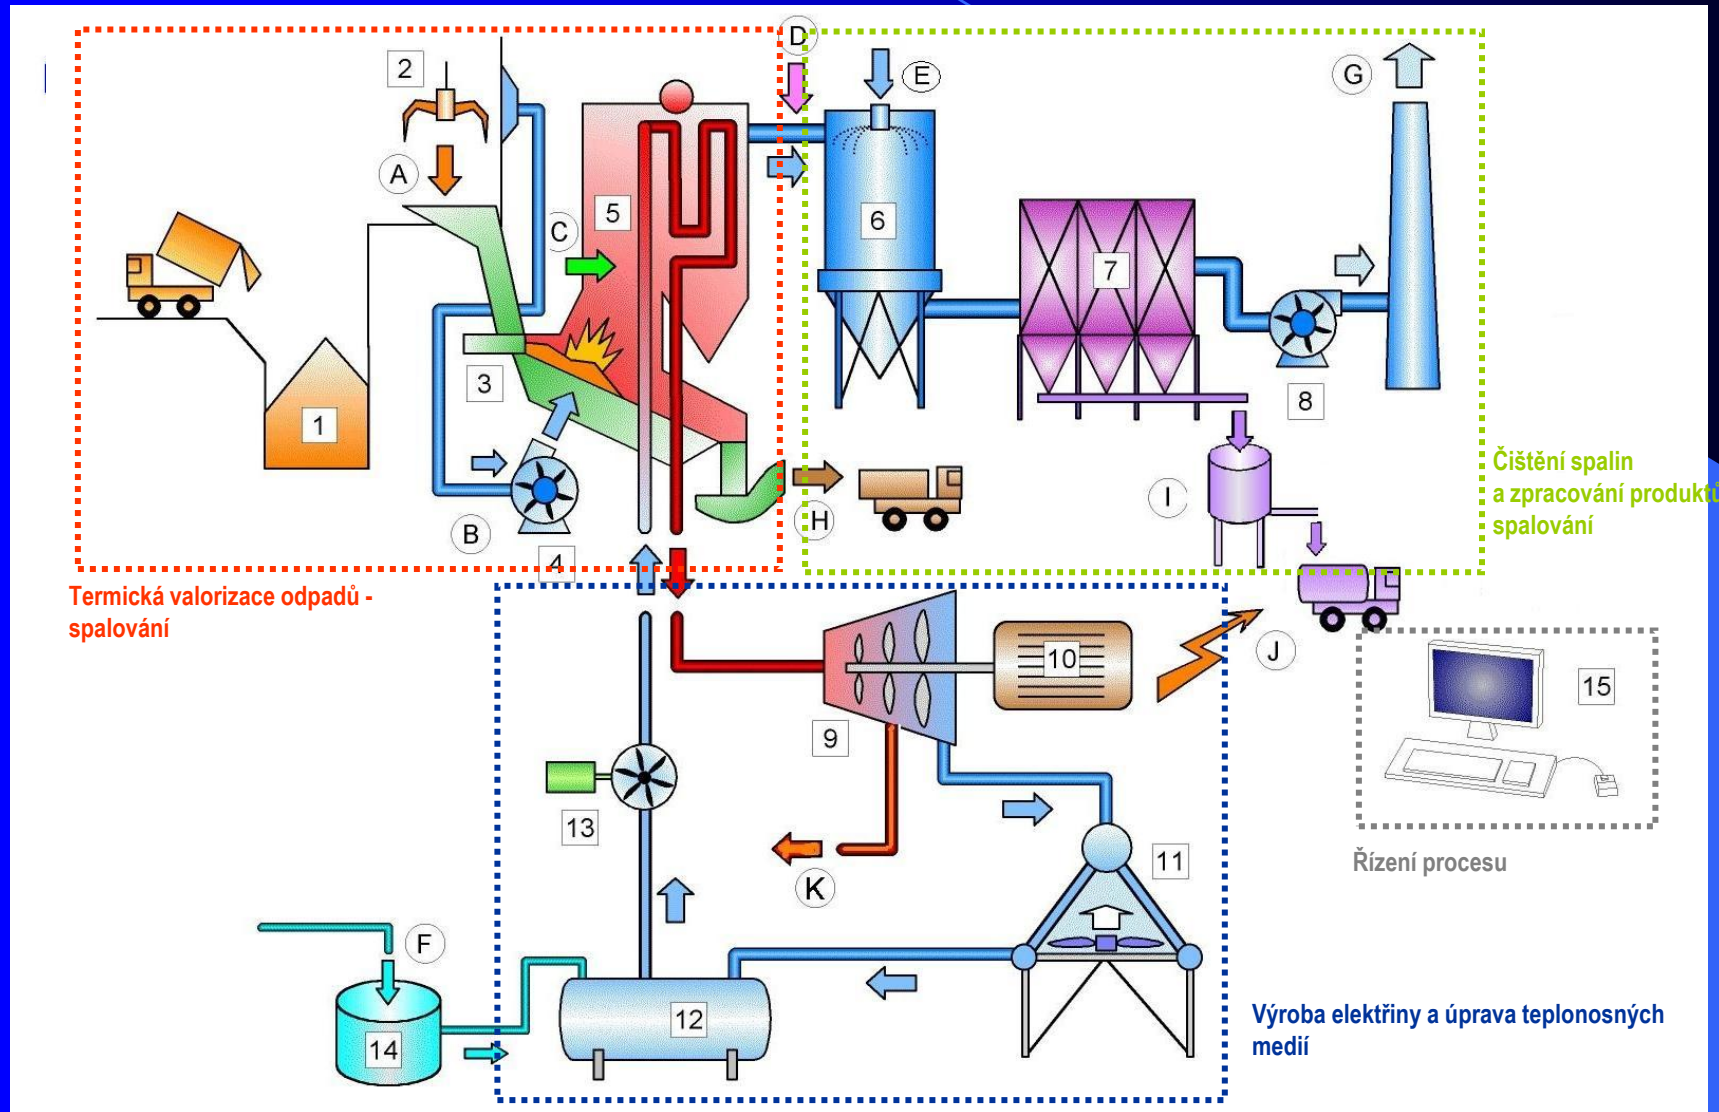 D
2
E
G
A
C
5
6
7
3
8
1
Čištění spalin
a zpracování produktů
spalování
I
H
B
4
Termická valorizace odpadů -
spalování
10
J
15
9
13
11
Řízení procesu
K
F
12
14
Výroba elektřiny a úprava teplonosných
medií